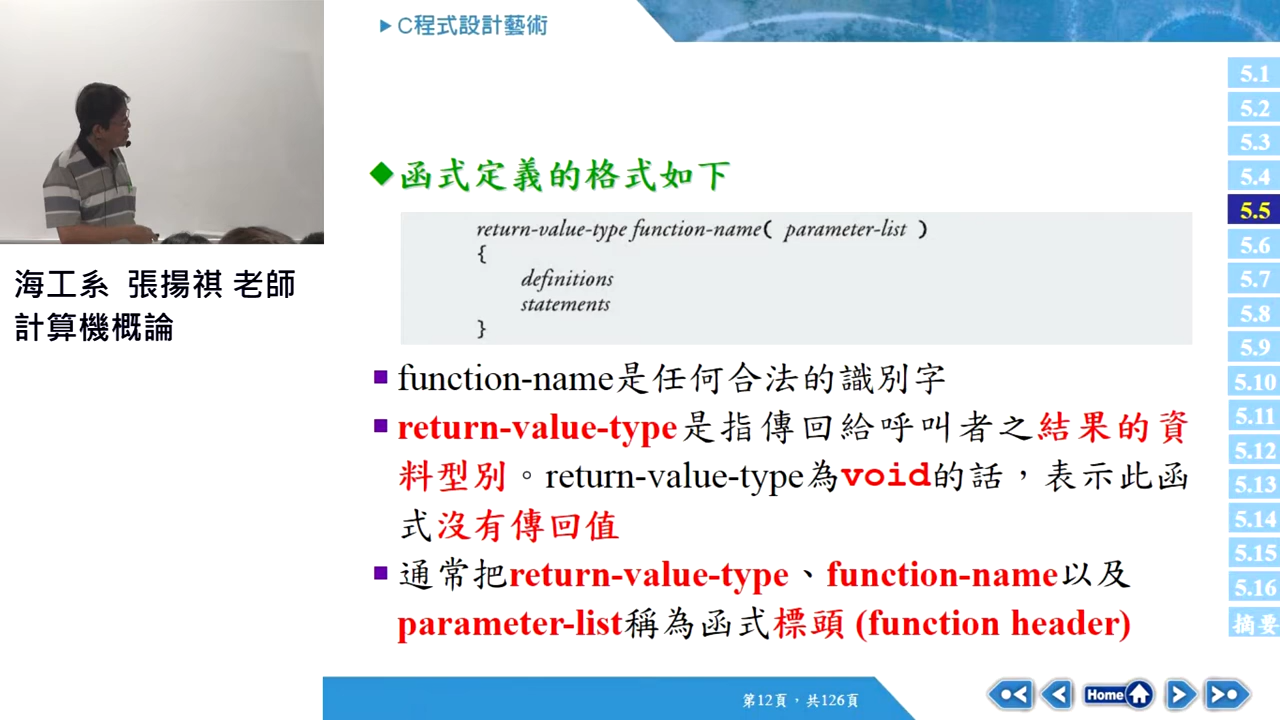 C程式設計藝術
海工系 張揚祺 老師
計算機概論
函式定義的格式如下
return-value-type function-name( parameter-list )
{
definitions
statements
}
function-name是任何合法的識別字
return-value-type是指傳回給呼叫者之結果的資
料型別。return-value-type為void的話，表示此函
式沒有傳回值
通常把return-value-type、function-name以及
parameter-list稱為函式標頭 (function header)
5.1
5.2
5.3
5.4
5.5
5.6
5.7
5.8
5.9
5.10
5.11
5.12
5.13
5.14
5.15
5.16
摘要
第12頁，共126頁
Home